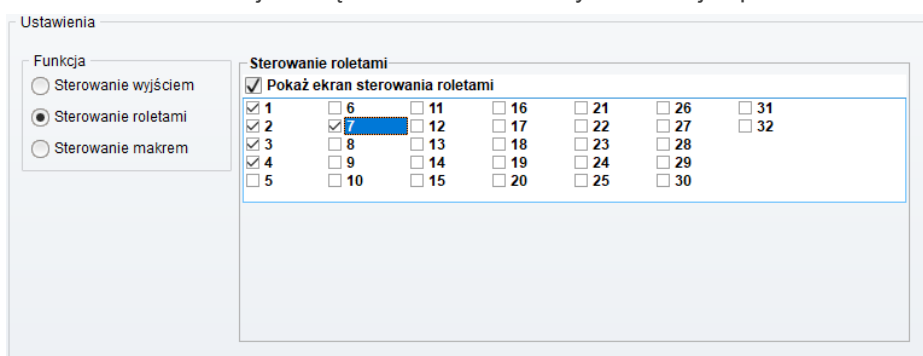 Ustawienia
Funkcja
Sterowanie wyjściem
Sterowanie roletami
Sterowanie makrem
Sterowanie roletami
Pokaż ekran sterowania roletami
1 6 11 16 21 26 31
2 7 12 17 22 27 32
3 8 13 18 23 28
4 9 14 19 24 29
5 10 15 20 25 30